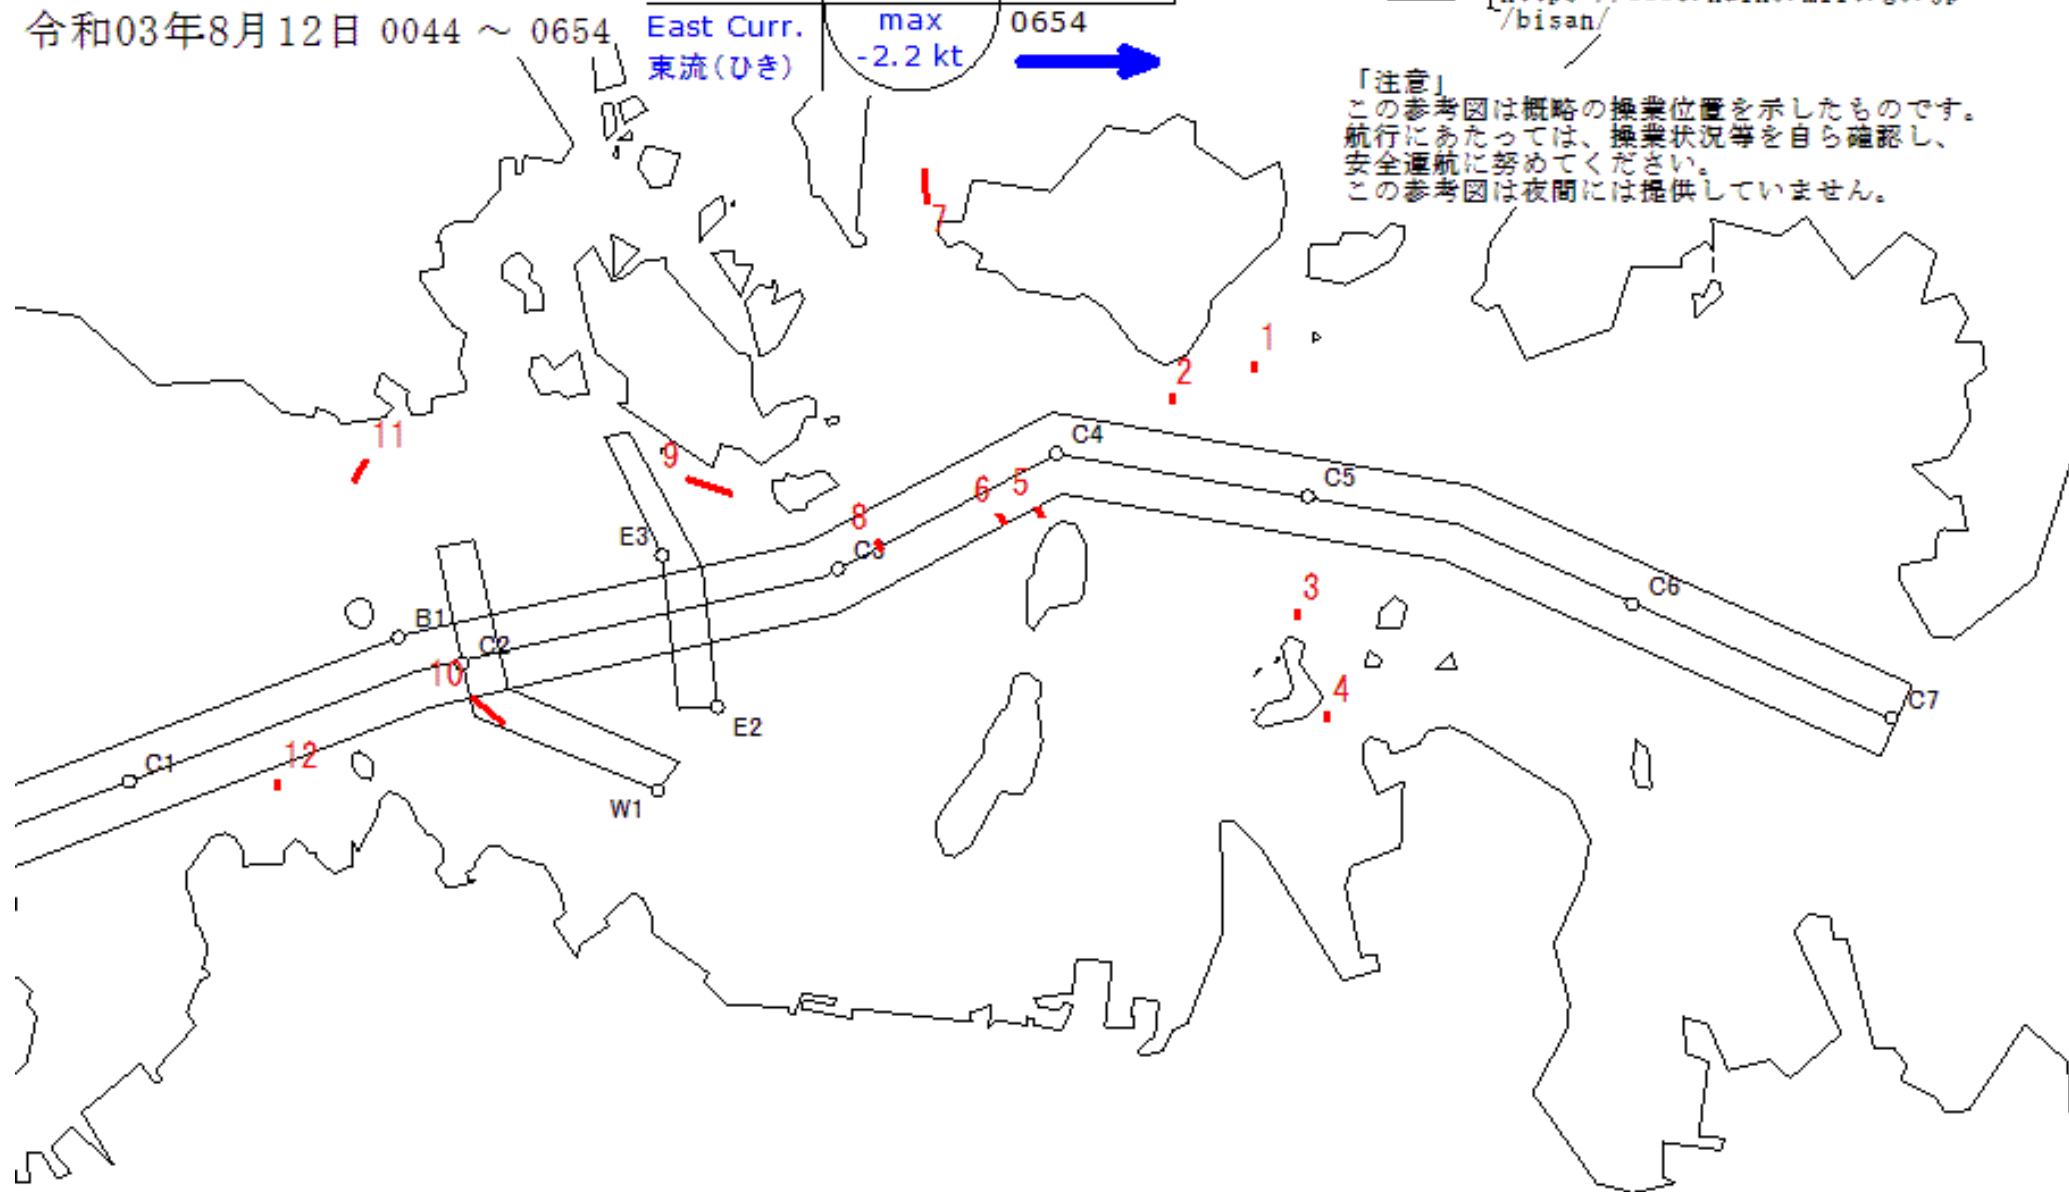 令和03年8月12日 0044 ～ 0654
East Curr.
東流(ひき)
max
-2.2 kt
0654
/bisan/
「注意」
この参考図は概略の操業位置を示したものです。
航行にあたっては、操業状況等を自ら確認し、
安全運航に努めてください。
この参考図は夜間には提供していません。
7
1
2
11
9
C4
C5
6
5
8
E3
C3
3
C6
B1
C2
10
4
C7
E2
12
C1
W1